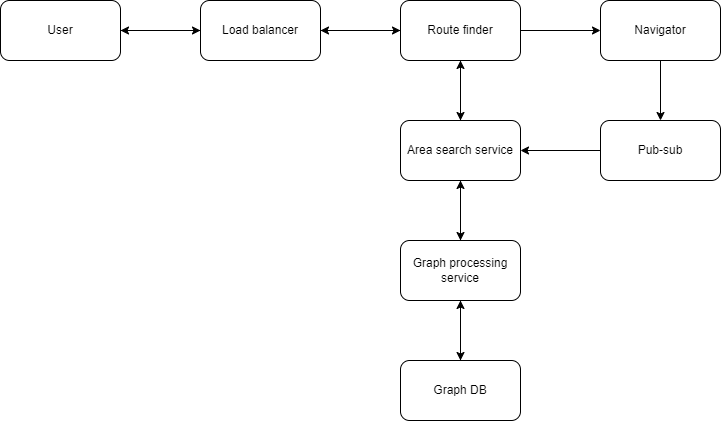 User
Load balancer
Route finder
Navigator
Area search service
Pub-sub
Graph processing
service
Graph DB